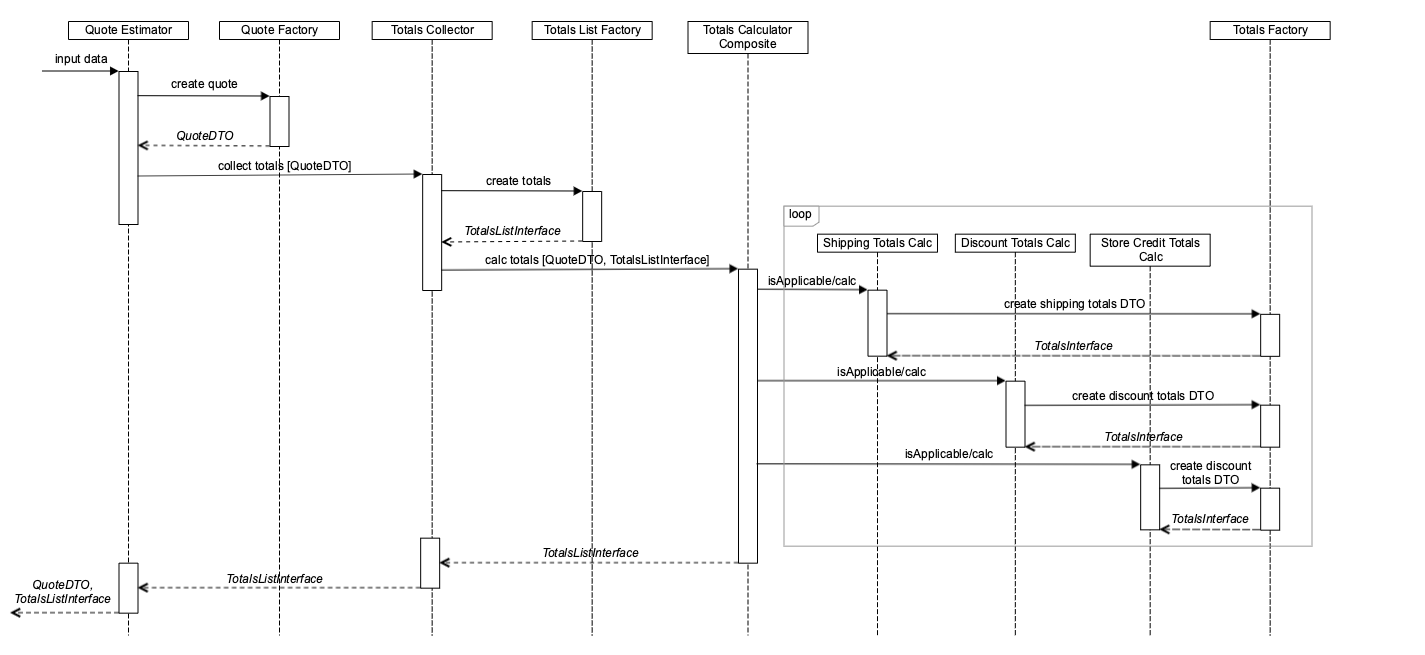 Quote Estimator
Quote Factory
Totals Collector
Totals List Factory
Totals Calculator
Composite
Totals Factory
input data
create quote
QuoteDTO
collect totals [QuoteDTO]
create totals
TotalsListInterface
calc totals [QuoteDTO, TotalsListInterface]
loop
Shipping Totals Calc
Discount Totals Calc
Store Credit Totals
Calc
isApplicable/calc
create shipping totals DTO
TotalsInterface
isApplicable/calc
create discount totals DTO
TotalsInterface
isApplicable/calc
create discount
totals DTO
TotalsInterface
TotalsListInterface
TotalsListInterface
QuoteDTO,
TotalsListInterface